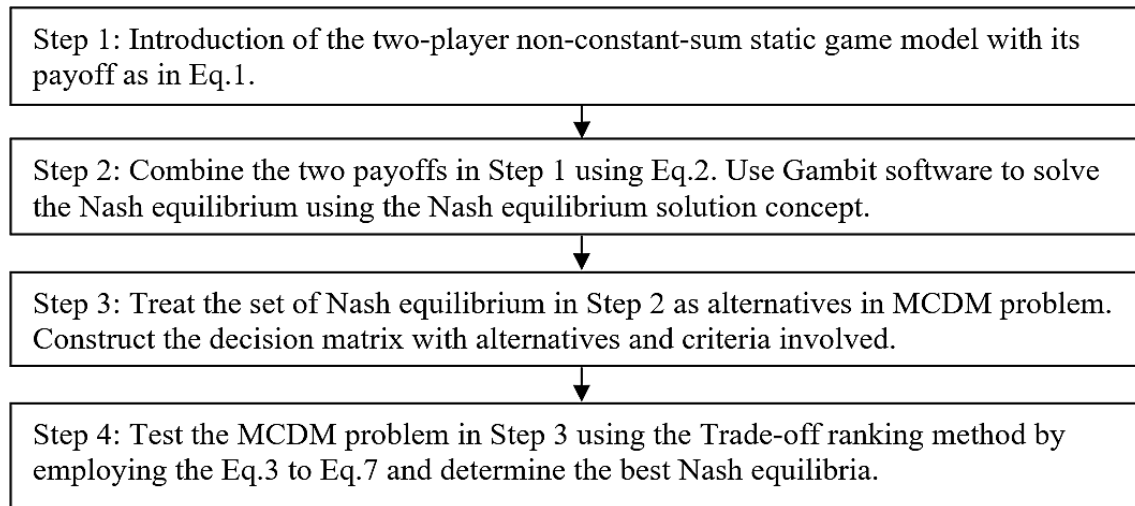 Step 1: Introduction of the two-player non-constant-sum static game model with its
payoff as in Eq.1.
Step 2: Combine the two payoffs in Step 1 using Eq.2. Use Gambit software to solve
the Nash equilibrium using the Nash equilibrium solution concept.
Step 3: Treat the set of Nash equilibrium in Step 2 as alternatives in MCDM problem.
Construct the decision matrix with alternatives and criteria involved.
Step 4: Test the MCDM problem in Step 3 using the Trade-off ranking method by
employing the Eq.3 to Eq.7 and determine the best Nash equilibria.